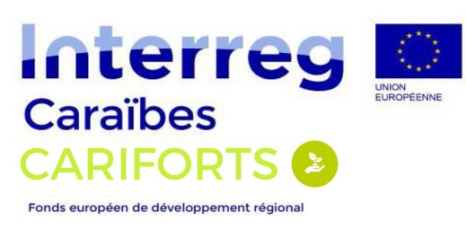 Interreg
UNION
EUROPÉENNE
Caraïbes
CARIFORTS
Fonds européen de développement régional